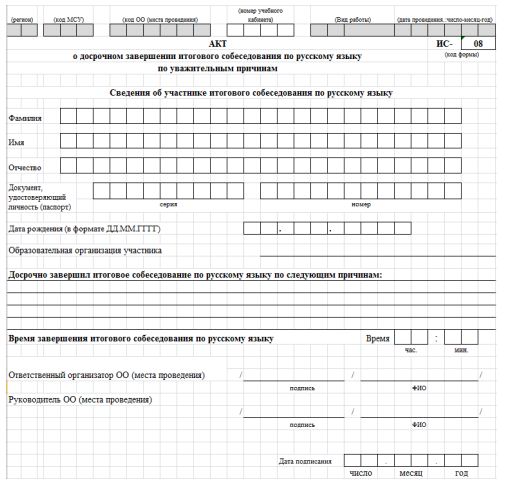 (регион) (код МСУ) (код ОО (места проведения) (номер учебного кабинета) (Вид работы) (дата проведения: число-месяц-год)
АКТ ИС- 08
о досрочном завершении итогового собеседования по русскому языку (код формы)
по уважительным причинам
Сведения об участнике итогового собеседования по русскому языку
Фамилия
Имя
Отчество
Документ,
удостоверяющий
личность (паспорт)
серия номер
Дата рождения (в формате ДД.ММ.ГГГГ) . .
Образовательная организация участника
Досрочно завершил итоговое собеседование по русскому языку по следующим причинам:
Время завершения итогового собеседования по русскому языку Время :
час. мин.
Ответственный организатор ОО (места проведения) / / /
подпись ФИО
Руководитель ОО (места проведения)
/ / /
подпись ФИО
Дата подписания . .
число месяц год